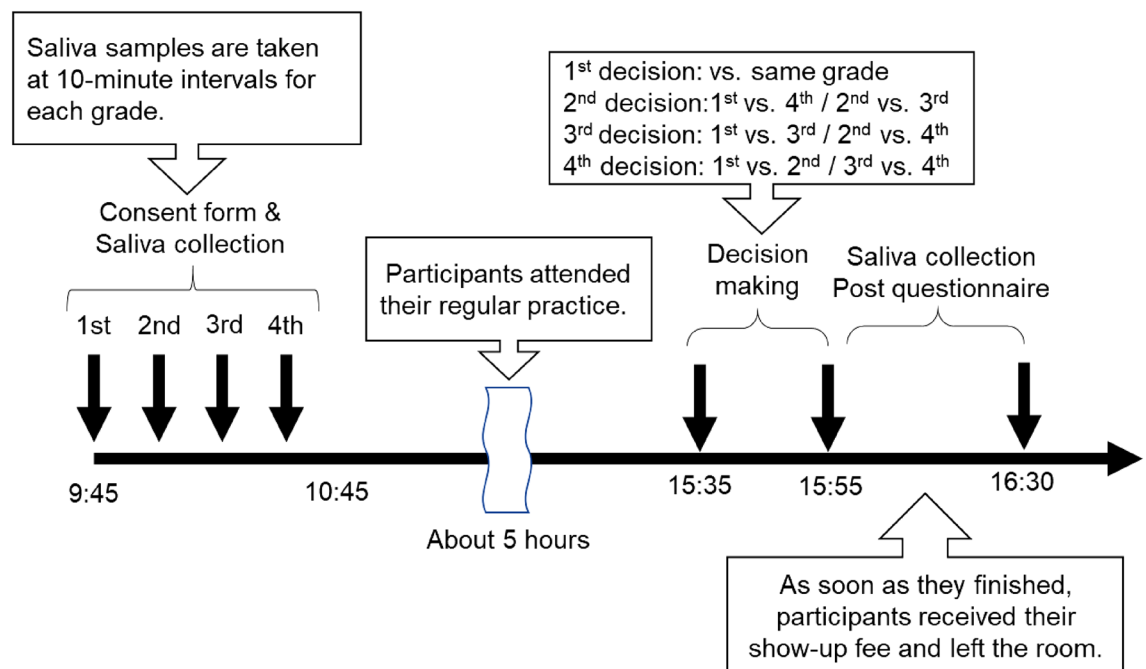 Saliva samples are taken
at 10-minute intervals for
each grade.
Consent form &
Saliva collection
1st 2nd 3rd 4th
9:45
10:45
Participants attended
their regular practice.
About 5 hours
1st decision: vs. same grade
2nd decision:1st vs. 4th / 2nd vs. 3rd
3rd decision: 1st vs. 3rd / 2nd vs. 4th
4th decision: 1st vs. 2nd / 3rd vs. 4th
Decision
making
Saliva collection
Post questionnaire
15:35
15:55
16:30
As soon as they finished,
participants received their
show-up fee and left the room.